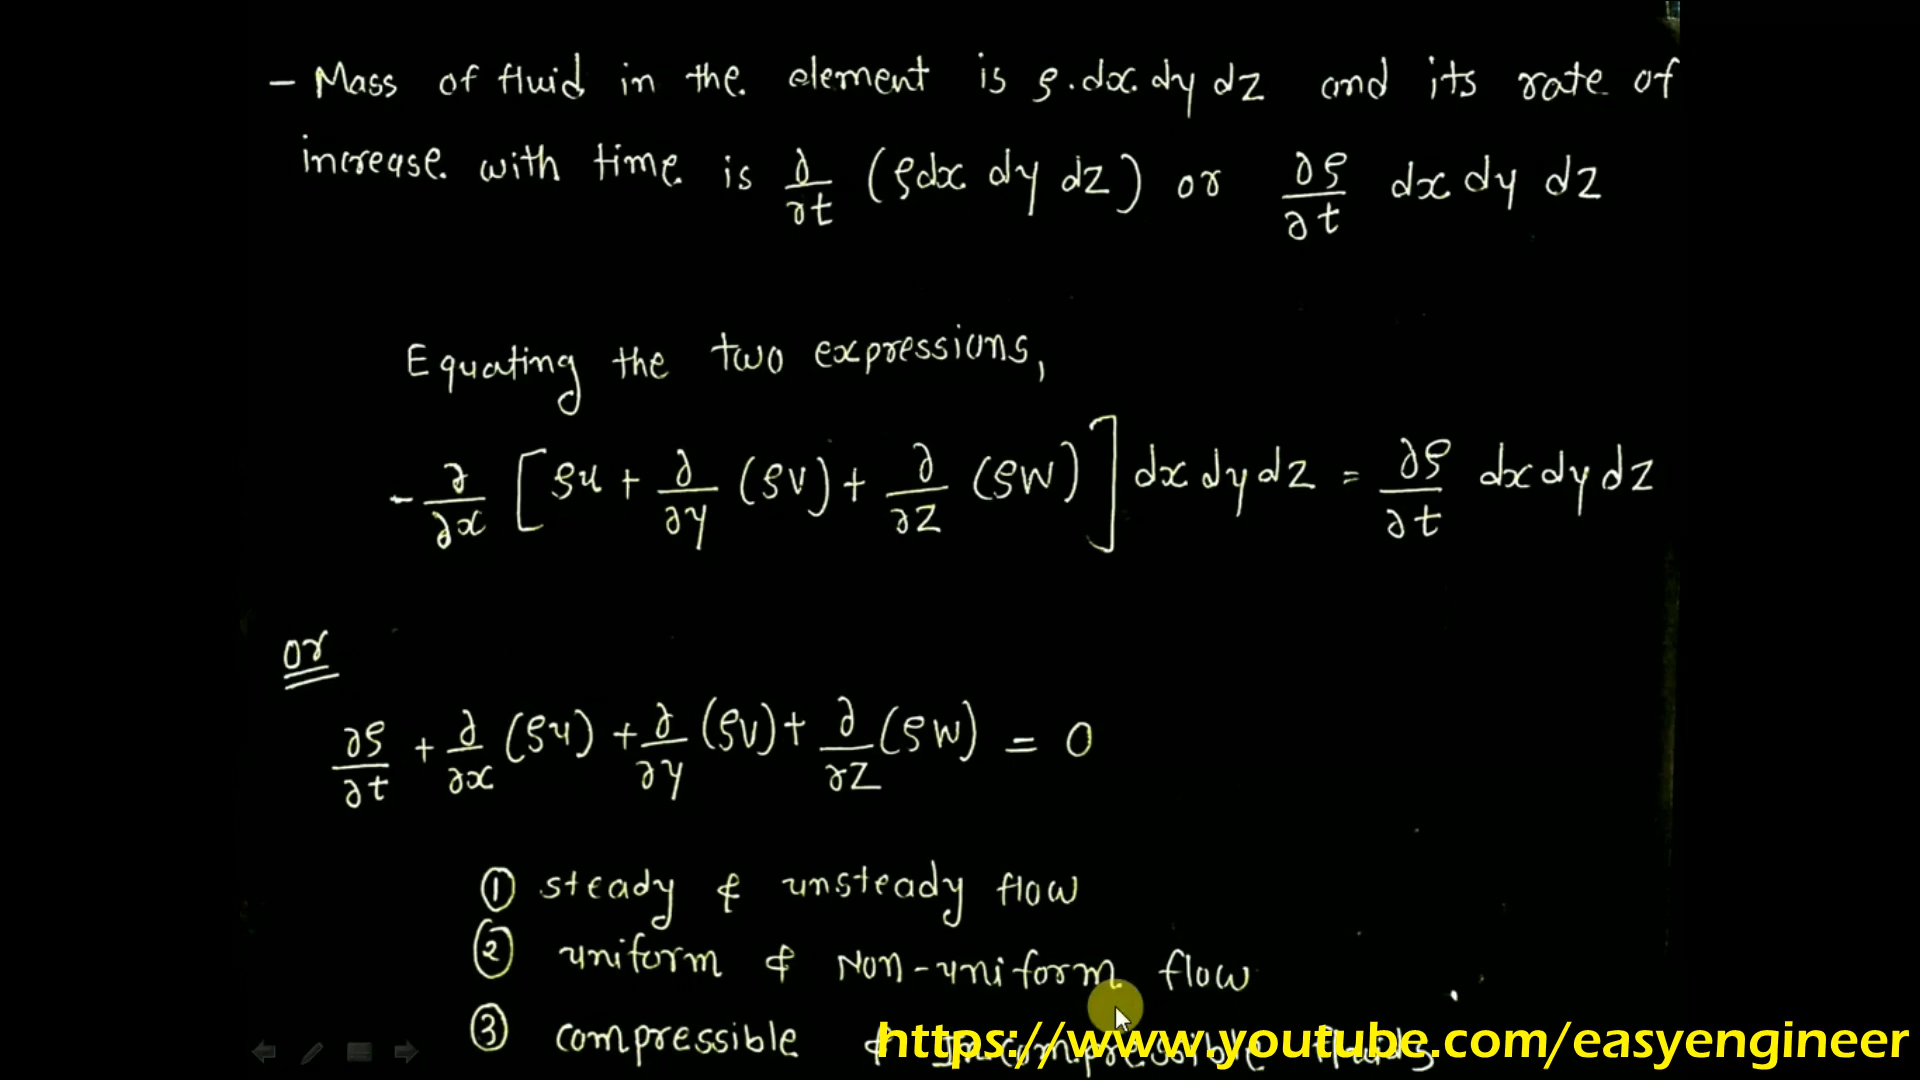 - Mass of fluid in the element is ρ.dx.dy dz and its rate of
increase with time is ∂/∂t (ρdx dy dz) or ∂ρ/∂t dx dy dz
Equating the two expressions,
-∂/∂x [ρu + ∂/∂y (ρv) + ∂/∂z (ρw)] dx dy dz = ∂ρ/∂t dx dy dz
or
∂ρ/∂t + ∂/∂x (ρu) + ∂/∂y (ρv) + ∂/∂z (ρw) = 0
① steady & unsteady flow
② uniform & Non-uniform flow
③ compressible & Incompressible fluids
https://www.youtube.com/easyengineer